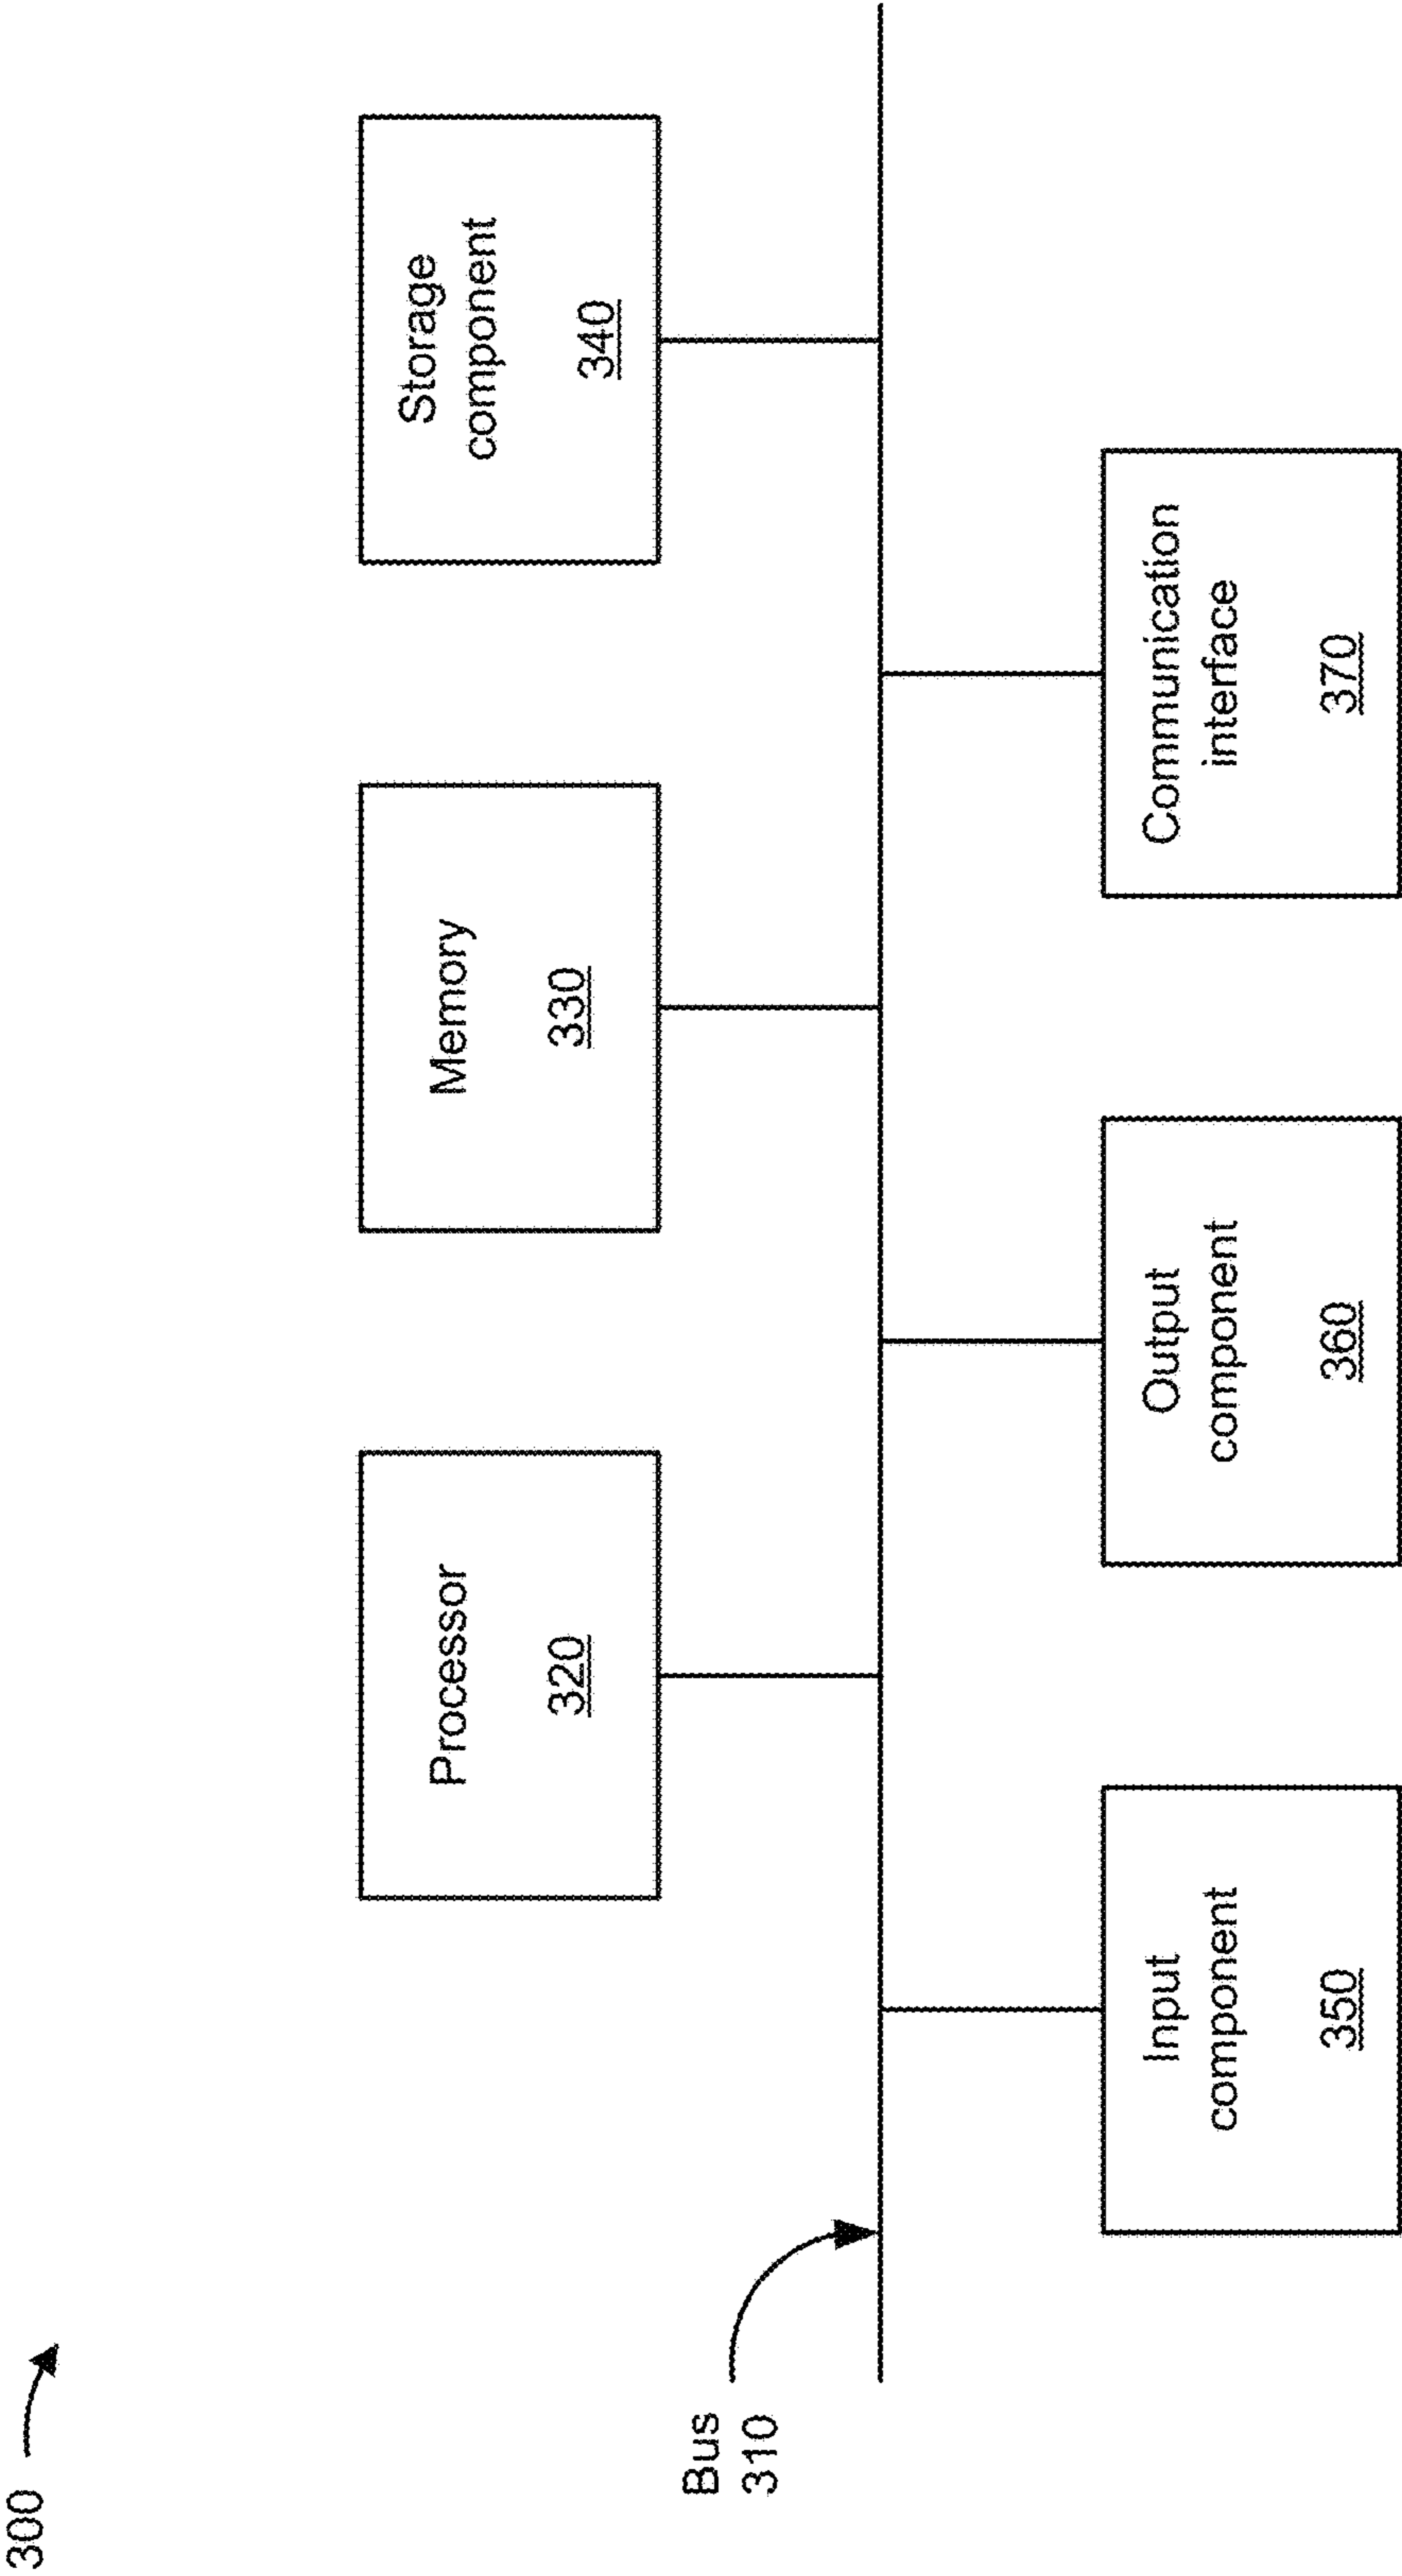 300
Processor
320
Memory
330
Storage
component
340
Bus
310
Input
component
350
Output
component
360
Communication
interface
370